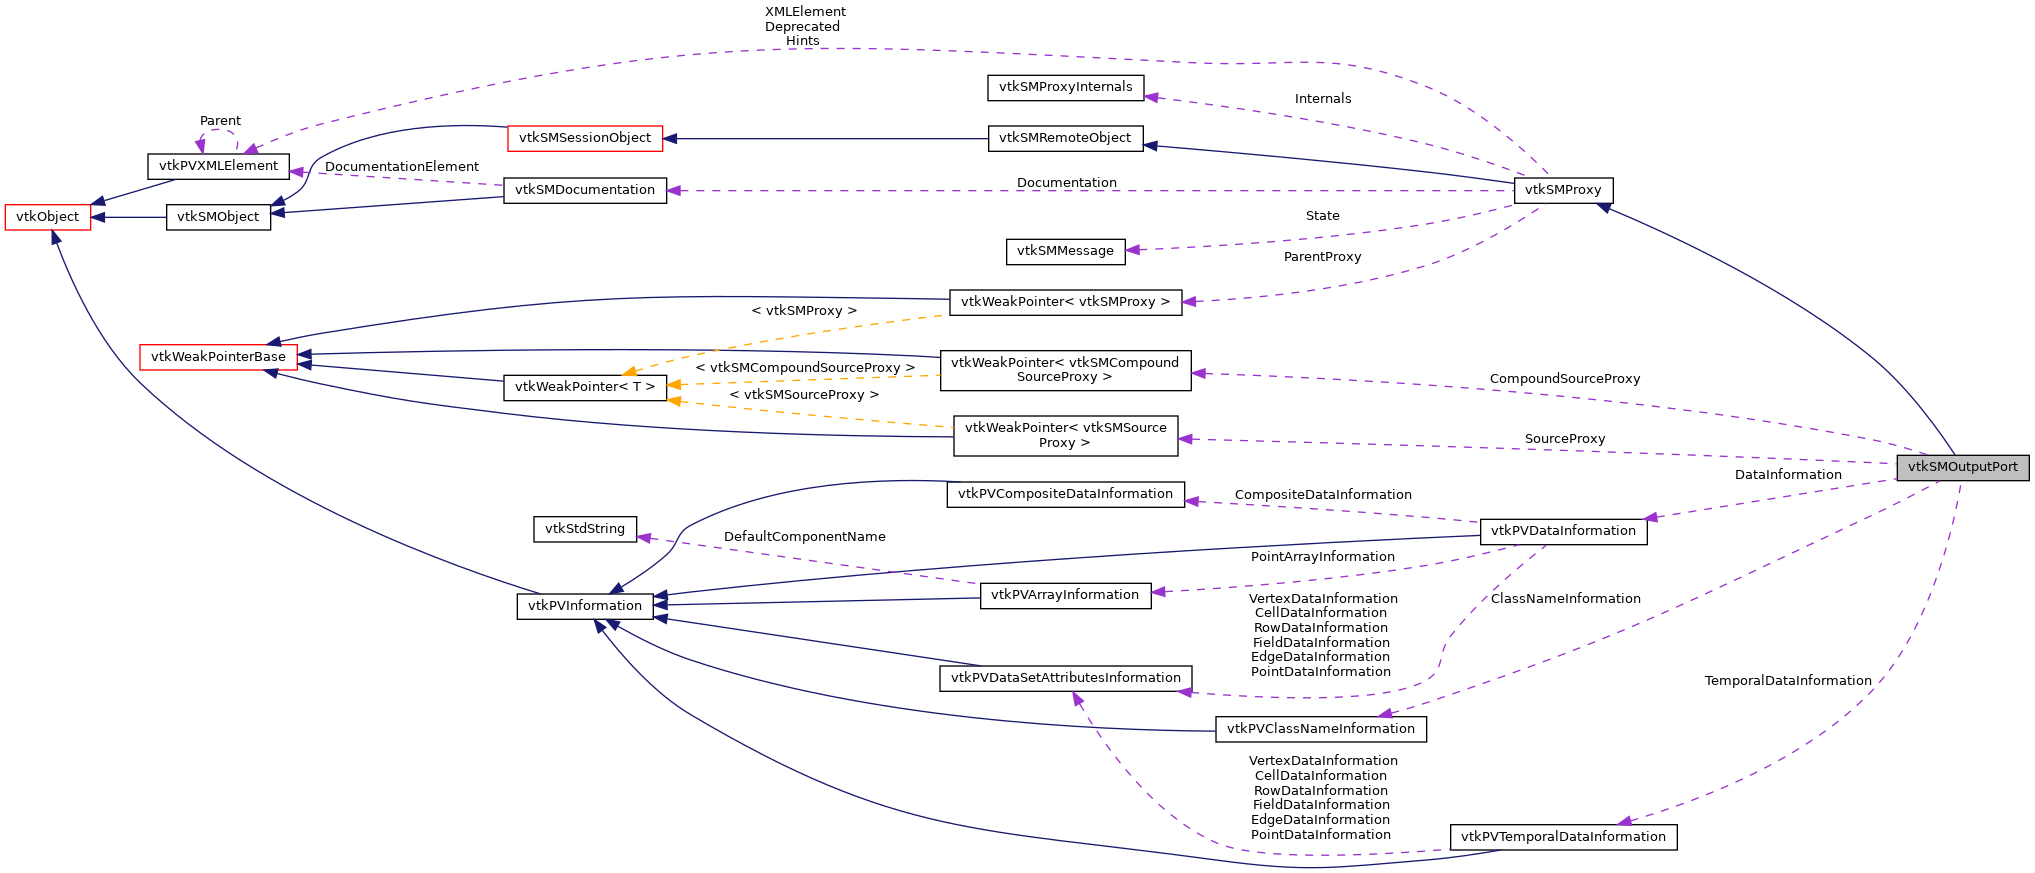 XMLElement
Deprecated
Hints
vtkSMProxyInternals
Internals
Parent
vtkSMSessionObject
vtkSMRemoteObject
vtkPVXMLElement
DocumentationElement
vtkSMDocumentation
Documentation
vtkSMProxy
vtkObject
vtkSMObject
State
vtkSMMessage
ParentProxy
vtkWeakPointer< vtkSMProxy >
< vtkSMProxy >
vtkWeakPointerBase
vtkWeakPointer< vtkSMCompound
SourceProxy >
< vtkSMCompoundSourceProxy >
CompoundSourceProxy
vtkWeakPointer< T >
< vtkSMSourceProxy >
vtkWeakPointer< vtkSMSource
Proxy >
SourceProxy
vtkSMOutputPort
DataInformation
vtkPVCompositeDataInformation
CompositeDataInformation
vtkStdString
DefaultComponentName
vtkPVDataInformation
PointArrayInformation
vtkPVArrayInformation
vtkPVInformation
ClassNameInformation
VertexDataInformation
CellDataInformation
RowDataInformation
FieldDataInformation
EdgeDataInformation
PointDataInformation
vtkPVDataSetAttributesInformation
TemporalDataInformation
vtkPVClassNameInformation
VertexDataInformation
CellDataInformation
RowDataInformation
FieldDataInformation
EdgeDataInformation
PointDataInformation
vtkPVTemporalDataInformation